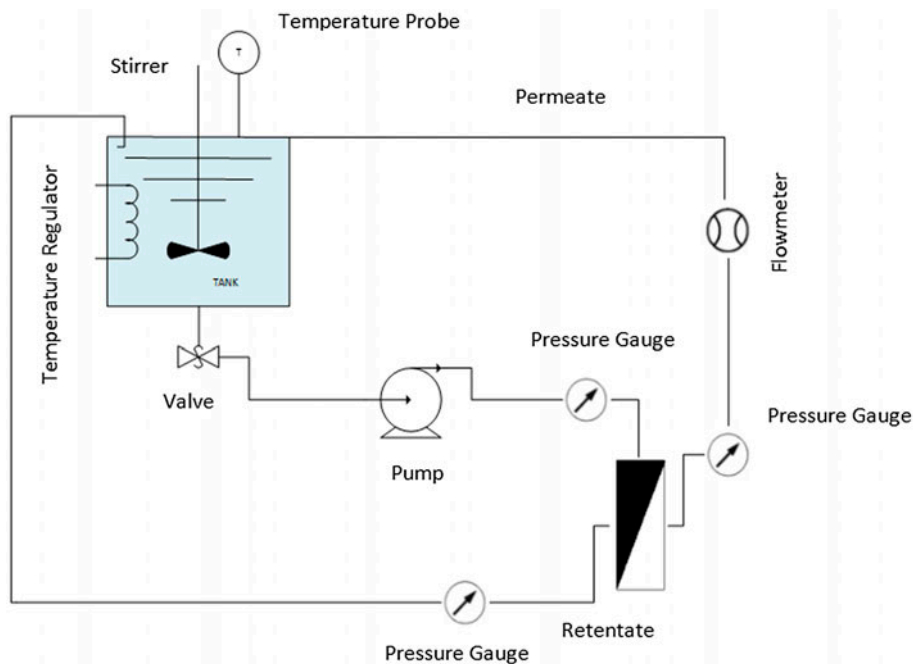 Temperature Probe
T
Stirrer
Permeate
Temperature Regulator
Flowmeter
TANK
Pressure Gauge
Valve
Pressure Gauge
Pump
Retentate
Pressure Gauge